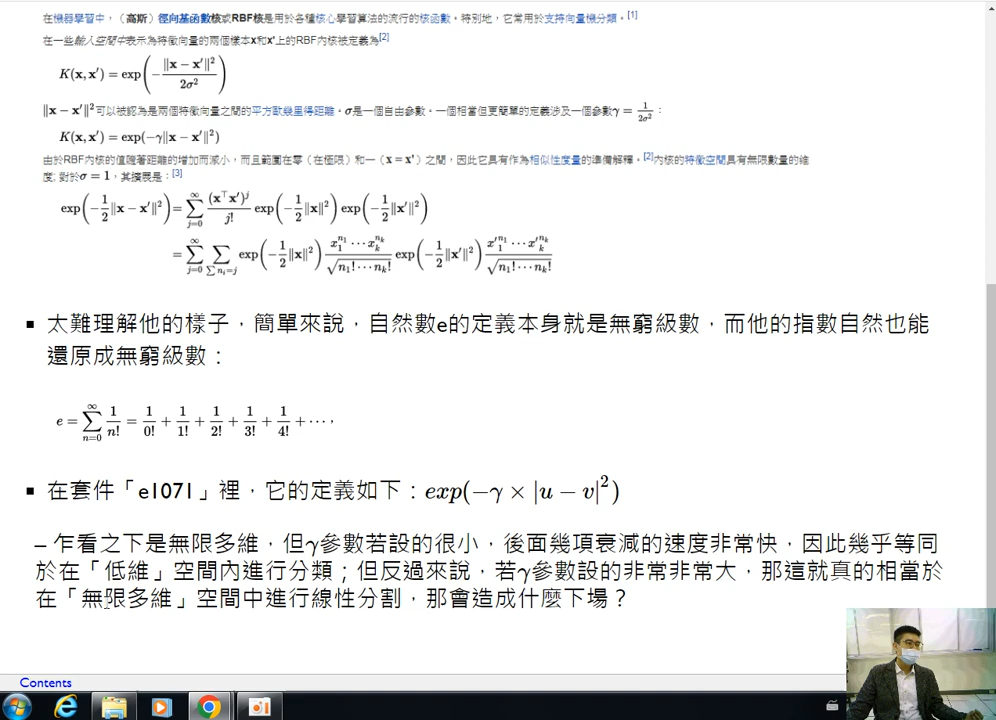 在機器學習中，（高斯）徑向基函數核或RBF核是用於各種核心學習算法的流行的核函數。特別地，它常用於支持向量機分類。[1]
在一些輸入空間中表示為特徵向量的兩個樣本x和x'上的RBF內核被定義為[2]
K(x, x′) = exp(−‖x − x′‖² / 2σ²)
‖x − x′‖²可以被認為是兩個特徵向量之間的平方歐幾里得距離。σ是一個自由參數。一個相當但更簡單的定義涉及一個參數γ = 1/2σ²：
K(x, x′) = exp(−γ‖x − x′‖²)
由於RBF內核的值隨著距離的增加而減小，而且範圍在零（在極限）和一（x = x′）之間，因此它具有作為相似性度量的準備解釋。[2]內核的特徵空間具有無限數量的維
度; 對於σ = 1，其擴展是：[3]
exp(−1/2‖x − x′‖²) = ∑_{j=0}^{∞} (x⊤x′)^j / j! exp(−1/2‖x‖²) exp(−1/2‖x′‖²)
= ∑_{j=0}^{∞} ∑_{∑n_i=j} exp(−1/2‖x‖²) x_1^{n_1} ⋯ x_k^{n_k} / √(n_1! ⋯ n_k!) exp(−1/2‖x′‖²) x′_1^{n_1} ⋯ x′_k^{n_k} / √(n_1! ⋯ n_k!)
▪ 太難理解他的樣子，簡單來說，自然數e的定義本身就是無窮級數，而他的指數自然也能
還原成無窮級數：
e = ∑_{n=0}^{∞} 1/n! = 1/0! + 1/1! + 1/2! + 1/3! + 1/4! + ⋯ ,
▪ 在套件「e1071」裡，它的定義如下：exp(−γ × |u − v|²)
– 乍看之下是無限多維，但γ參數若設的很小，後面幾項衰減的速度非常快，因此幾乎等同
於在「低維」空間內進行分類；但反過來說，若γ參數設的非常非常大，那這就真的相當於
在「無限多維」空間中進行線性分割，那會造成什麼下場？
Contents